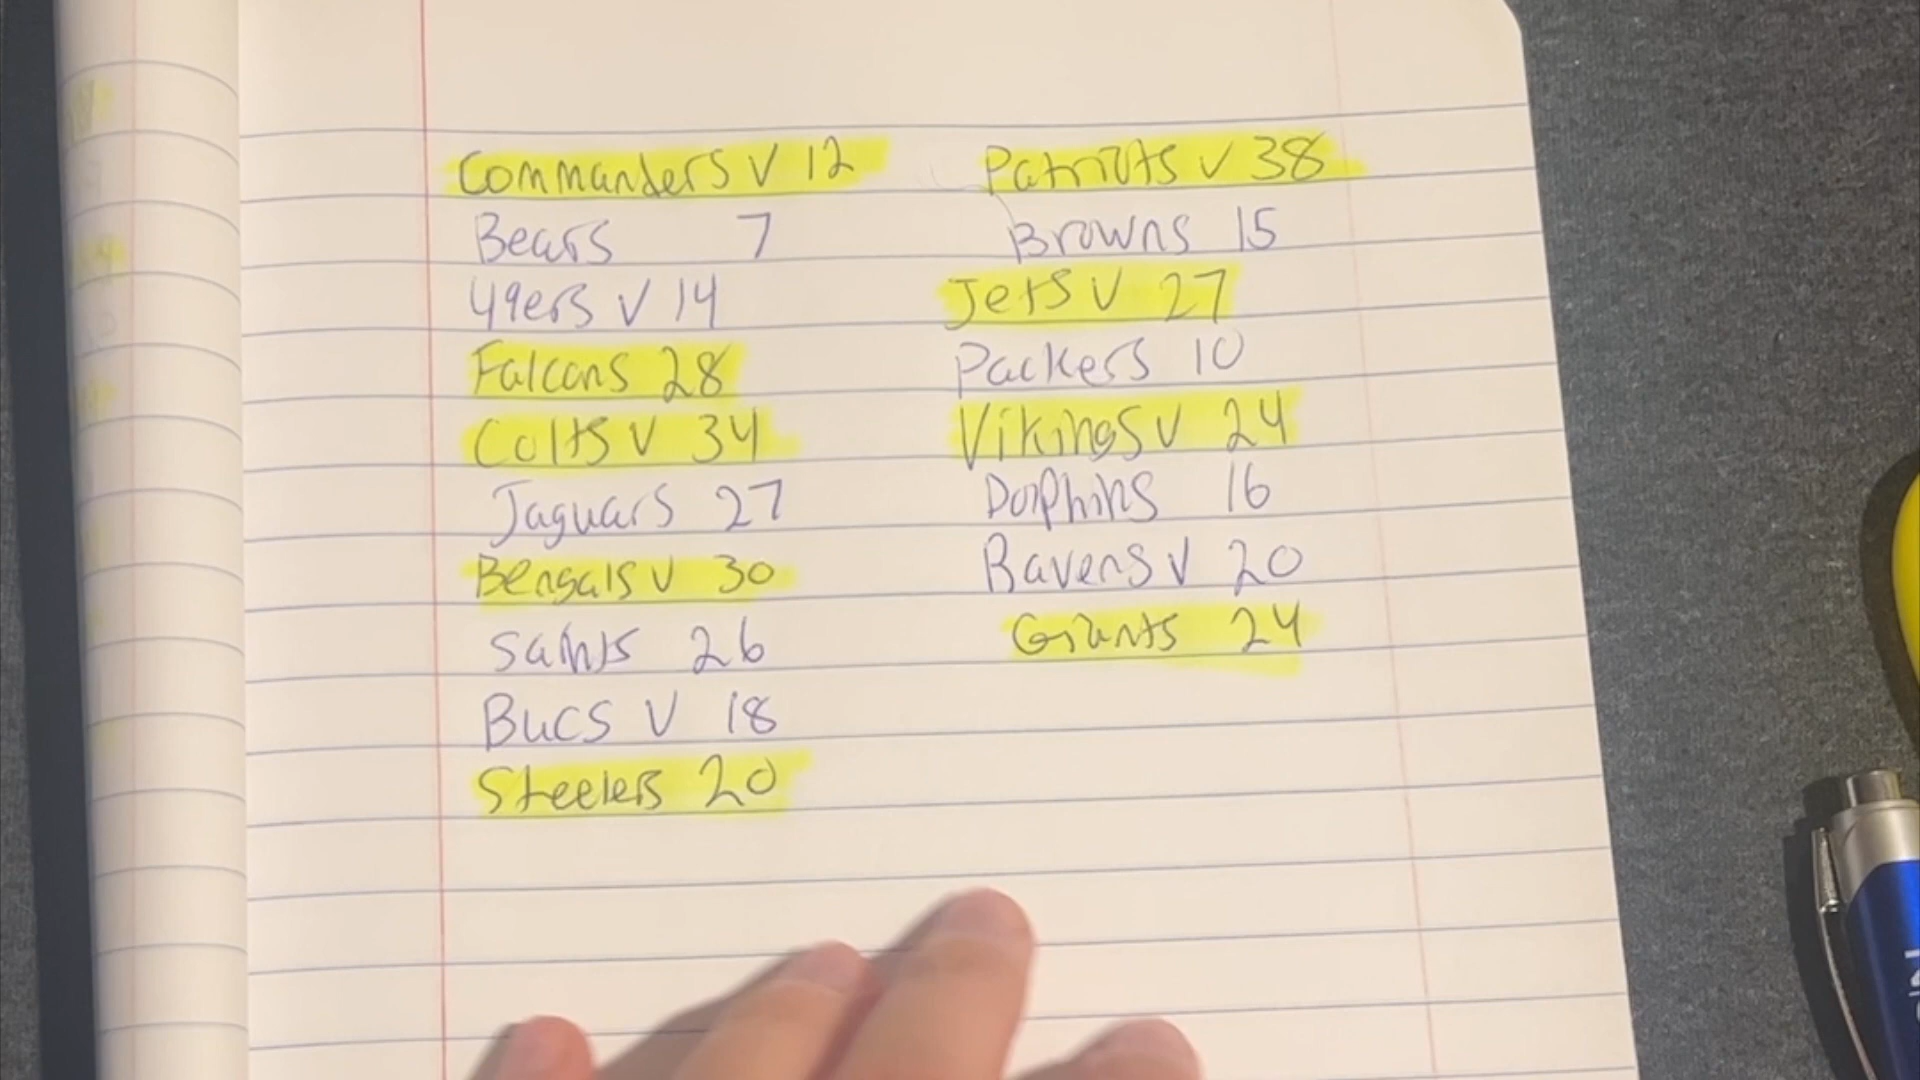 Commanders V 12
Bears 7
49ers V 14
Falcons 28
Colts V 34
Jaguars 27
Bengals V 30
Saints 26
Bucs V 18
Steelers 20
Patriots V 38
Browns 15
Jets V 27
Packers 10
Vikings V 24
Dolphins 16
Ravens V 20
Giants 24